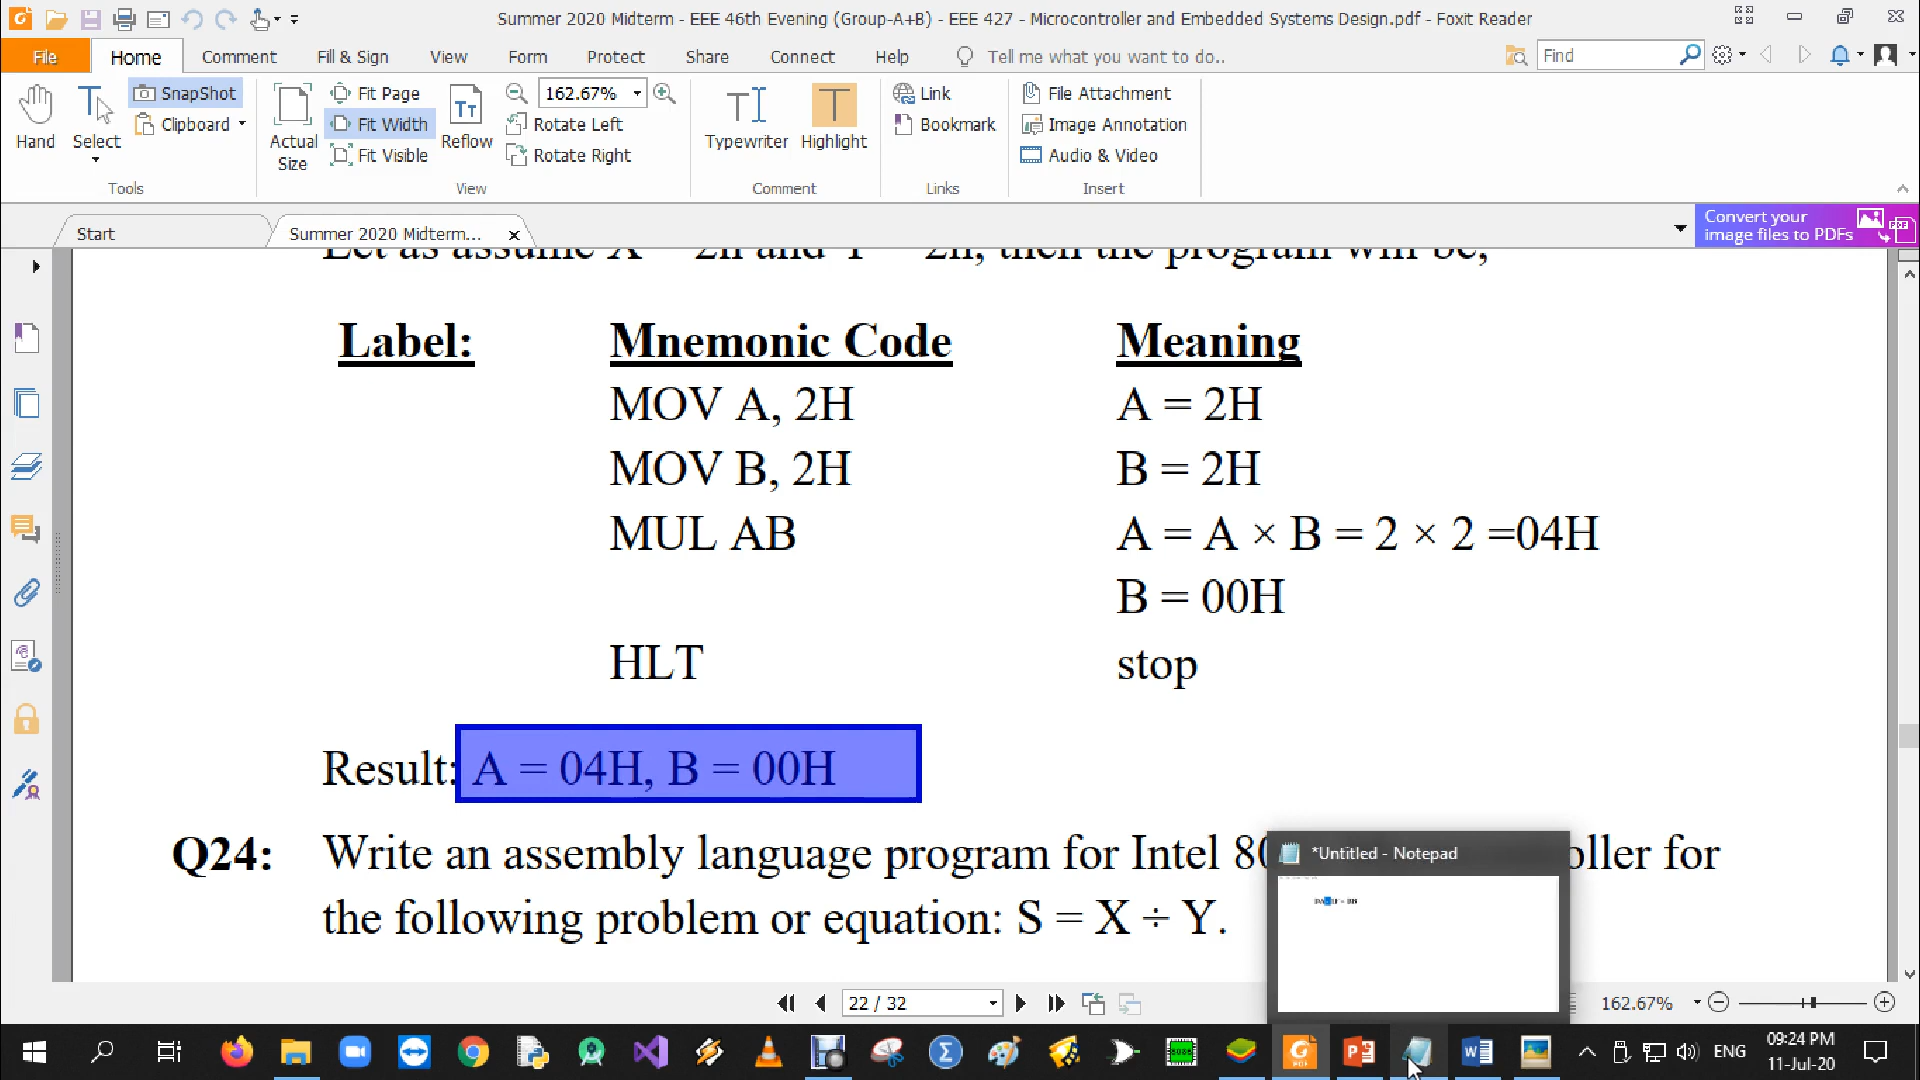 Summer 2020 Midterm - EEE 46th Evening (Group-A+B) - EEE 427 - Microcontroller and Embedded Systems Design.pdf - Foxit Reader
File Home Comment Fill & Sign View Form Protect Share Connect Help Tell me what you want to do.. Find
Hand
Select
SnapShot
Clipboard
Tools
Actual Size
Fit Page
Fit Width
Fit Visible
Reflow
162.67%
Rotate Left
Rotate Right
View
Typewriter
Highlight
Comment
Link
Bookmark
Links
File Attachment
Image Annotation
Audio & Video
Insert
Start
Summer 2020 Midterm...
Convert your
image files to PDFs
Label: Mnemonic Code Meaning
MOV A, 2H A = 2H
MOV B, 2H B = 2H
MUL AB A = A × B = 2 × 2 =04H
B = 00H
HLT stop
Result: A = 04H, B = 00H
Q24: Write an assembly language program for Intel for
the following problem or equation: S = X ÷ Y.
*Untitled - Notepad
22 / 32
162.67%
ENG
09:24 PM
11-Jul-20